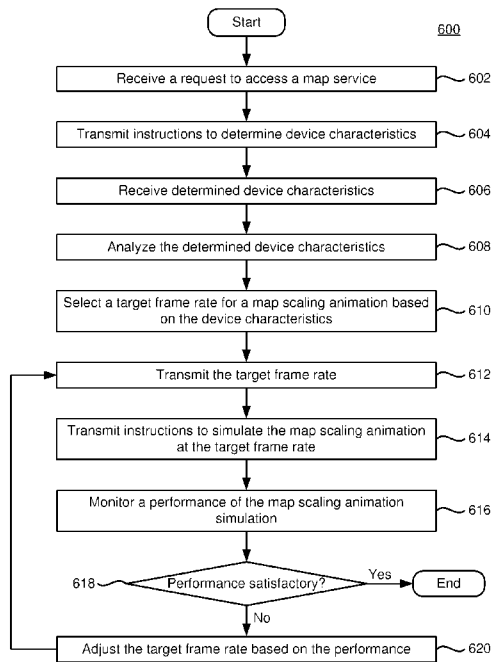 Start
600
Receive a request to access a map service
602
Transmit instructions to determine device characteristics
604
Receive determined device characteristics
606
Analyze the determined device characteristics
608
Select a target frame rate for a map scaling animation based
on the device characteristics
610
Transmit the target frame rate
612
Transmit instructions to simulate the map scaling animation
at the target frame rate
614
Monitor a performance of the map scaling animation
simulation
616
618
Performance satisfactory?
Yes
End
No
Adjust the target frame rate based on the performance
620